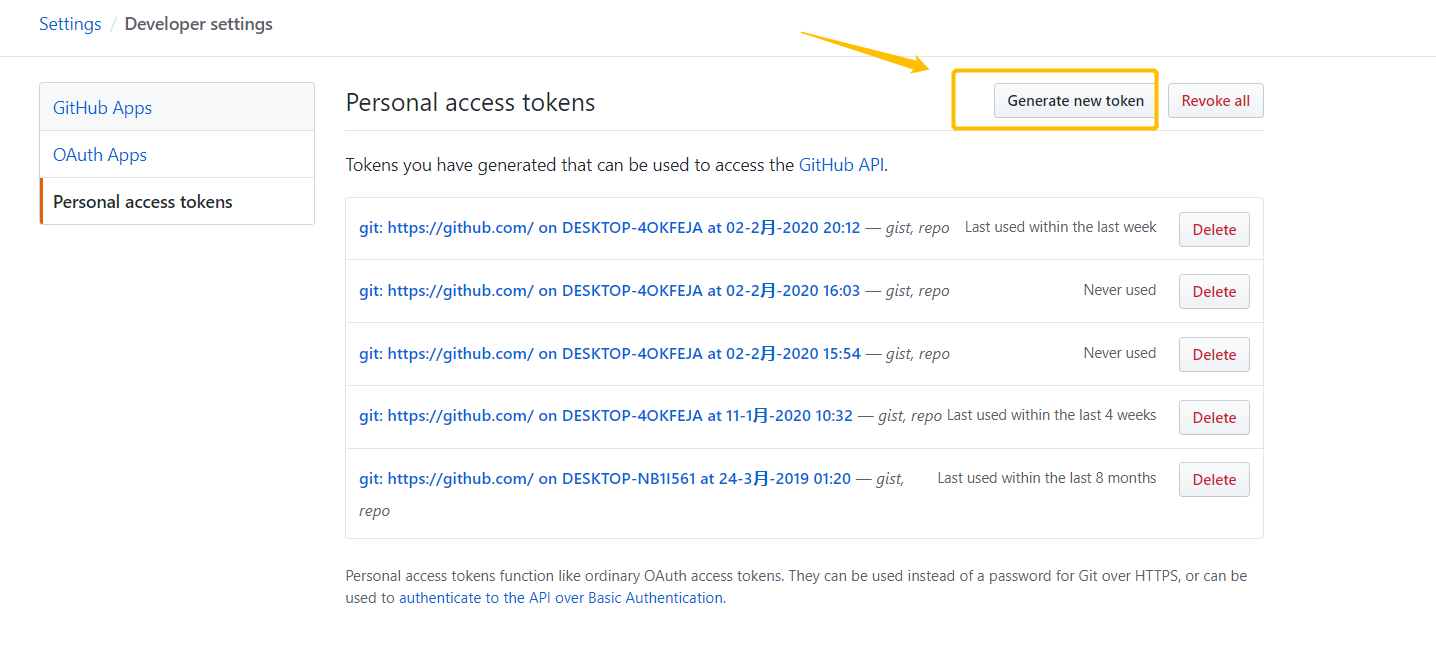 Settings / Developer settings
GitHub Apps
OAuth Apps
Personal access tokens
Personal access tokens
Generate new token
Revoke all
Tokens you have generated that can be used to access the GitHub API.
git: https://github.com/ on DESKTOP-4OKFEJA at 02-2月-2020 20:12 — gist, repo Last used within the last week Delete
git: https://github.com/ on DESKTOP-4OKFEJA at 02-2月-2020 16:03 — gist, repo Never used Delete
git: https://github.com/ on DESKTOP-4OKFEJA at 02-2月-2020 15:54 — gist, repo Never used Delete
git: https://github.com/ on DESKTOP-4OKFEJA at 11-1月-2020 10:32 — gist, repo Last used within the last 4 weeks Delete
git: https://github.com/ on DESKTOP-NB1I561 at 24-3月-2019 01:20 — gist, Last used within the last 8 months Delete
repo
Personal access tokens function like ordinary OAuth access tokens. They can be used instead of a password for Git over HTTPS, or can be
used to authenticate to the API over Basic Authentication.